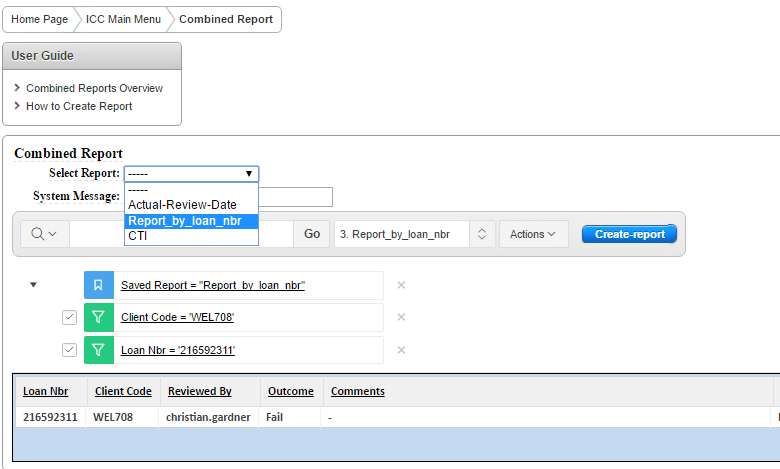 Home Page ICC Main Menu Combined Report
User Guide
Combined Reports Overview
How to Create Report
Combined Report
Select Report: -----
-----
System Message:
Actual-Review-Date
Report_by_loan_nbr
CTI
Go 3. Report_by_loan_nbr Actions Create-report
Saved Report = "Report_by_loan_nbr"
Client Code = 'WEL708'
Loan Nbr = '216592311'
Loan Nbr Client Code Reviewed By Outcome Comments
216592311 WEL708 christian.gardner Fail -